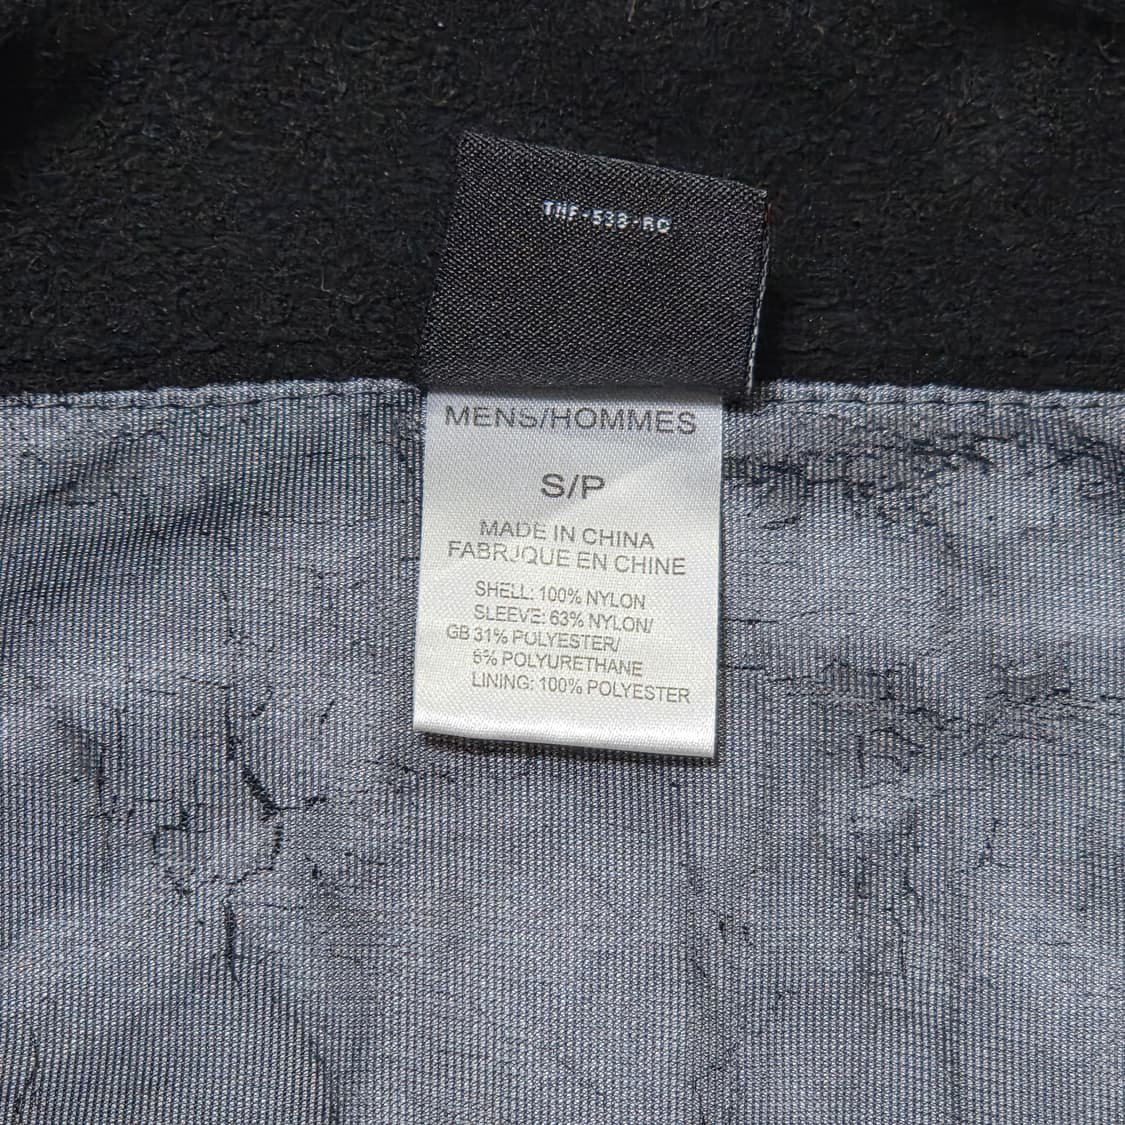 TNF-538-RC
MENS/HOMMES
S/P
MADE IN CHINA
FABRJQUE EN CHINE
SHELL: 100% NYLON
SLEEVE: 63% NYLON/
GB 31% POLYESTER/
6% POLYURETHANE
LINING: 100% POLYESTER